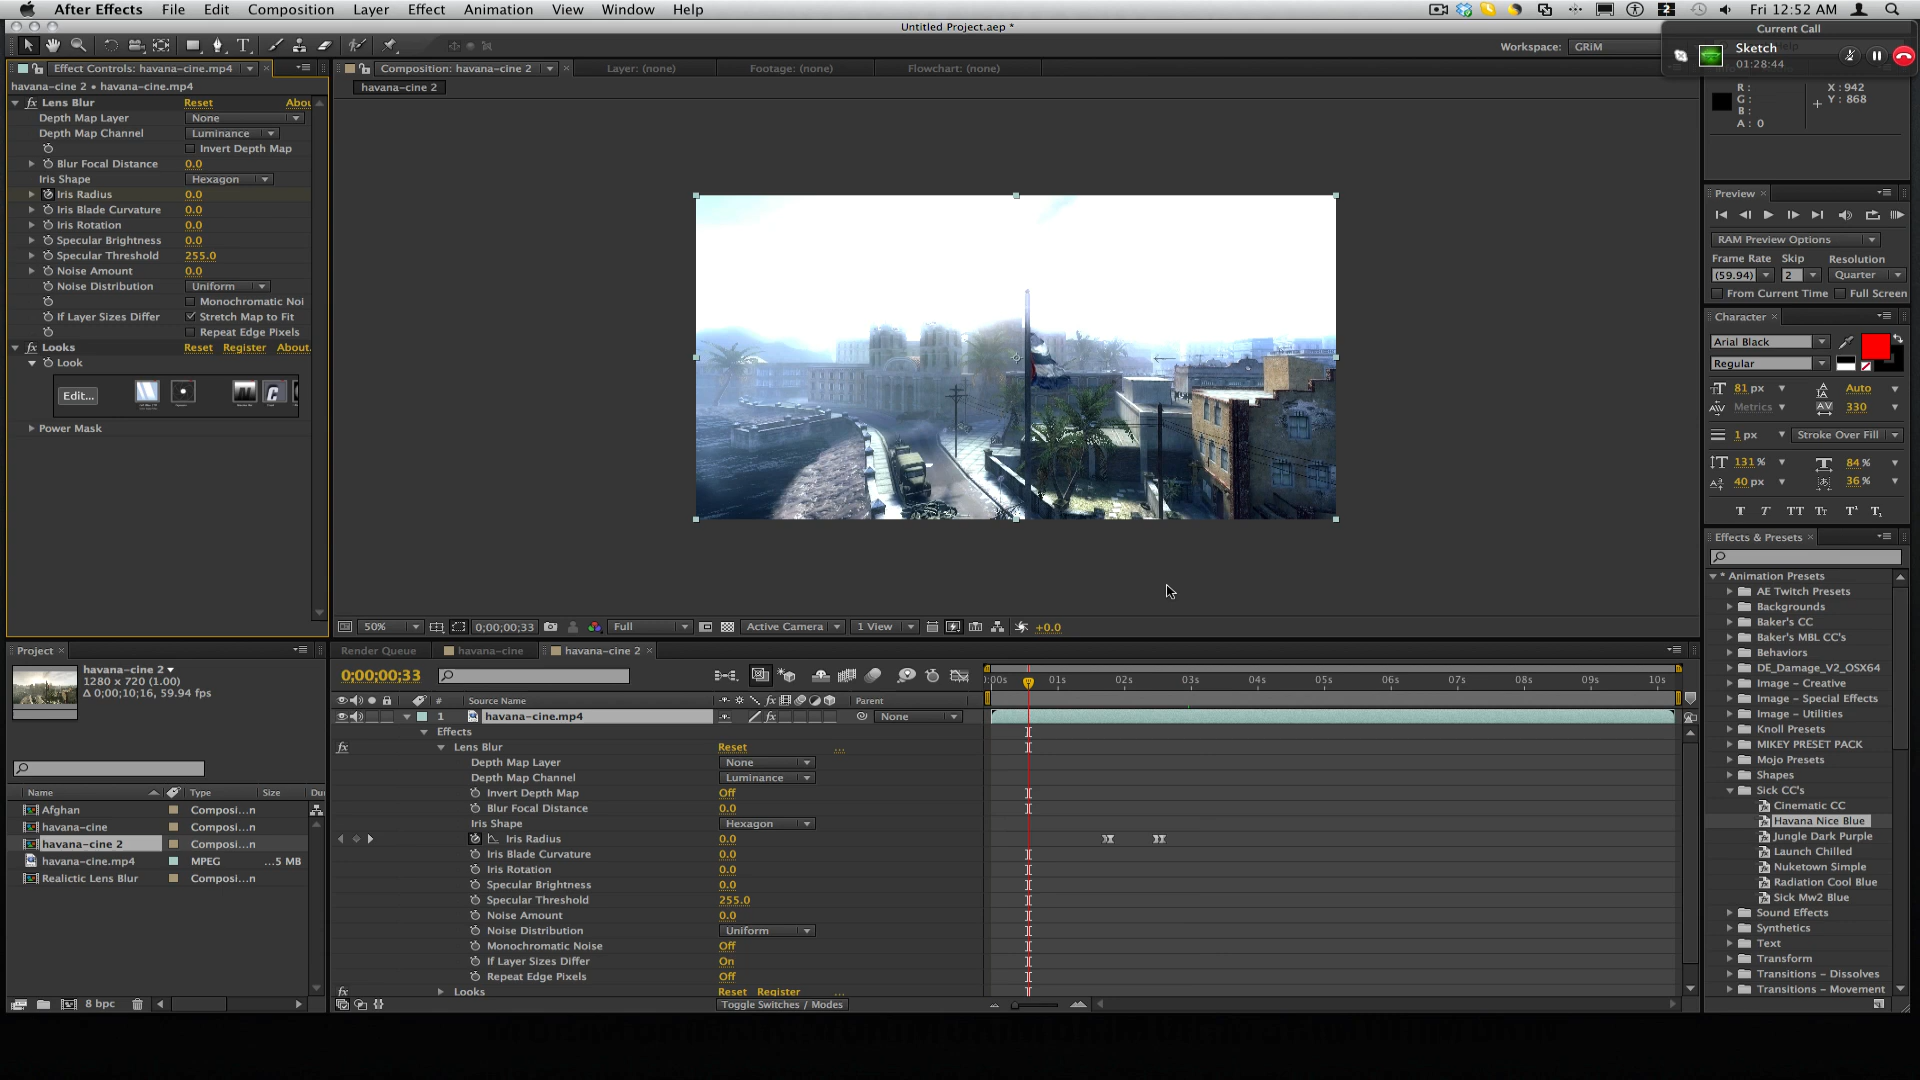 After Effects File Edit Composition Layer Effect Animation View Window Help
Fri 12:52 AM
Untitled Project.aep *
Current Call
Sketch
01:28:44
Workspace: GRiM
Effect Controls: havana-cine.mp4
Composition: havana-cine 2
Layer: (none)
Footage: (none)
Flowchart: (none)
havana-cine 2 • havana-cine.mp4
havana-cine 2
Lens Blur Reset Abou
Depth Map Layer None
Depth Map Channel Luminance
Invert Depth Map
Blur Focal Distance 0.0
Iris Shape Hexagon
Iris Radius 0.0
Iris Blade Curvature 0.0
Iris Rotation 0.0
Specular Brightness 0.0
Specular Threshold 255.0
Noise Amount 0.0
Noise Distribution Uniform
Monochromatic Noi
If Layer Sizes Differ Stretch Map to Fit
Repeat Edge Pixels
Looks Reset Register About.
Look
Edit...
Power Mask
R : X : 942
G : Y : 868
B :
A : 0
Preview
RAM Preview Options
Frame Rate Skip Resolution
(59.94) 2 Quarter
From Current Time Full Screen
Character
Arial Black
Regular
81 px Auto
Metrics 330
1 px Stroke Over Fill
131 % 84 %
40 px 36 %
T T TT Tt T¹ T₁
Effects & Presets
* Animation Presets
AE Twitch Presets
Backgrounds
Baker's CC
Baker's MBL CC's
Behaviors
DE_Damage_V2_OSX64
Image – Creative
Image – Special Effects
Image – Utilities
Knoll Presets
MIKEY PRESET PACK
Mojo Presets
Shapes
Sick CC's
Cinematic CC
Havana Nice Blue
Jungle Dark Purple
Launch Chilled
Nuketown Simple
Radiation Cool Blue
Sick Mw2 Blue
Sound Effects
Synthetics
Text
Transform
Transitions – Dissolves
Transitions – Movement
50% 0;00;00;33 Full Active Camera 1 View +0.0
Project
havana-cine 2
1280 x 720 (1.00)
Δ 0;00;10;16, 59.94 fps
Name Type Size Du
Afghan Composi...n
havana-cine Composi...n
havana-cine 2 Composi...n
havana-cine.mp4 MPEG ...5 MB
Realictic Lens Blur Composi...n
8 bpc
Render Queue havana-cine havana-cine 2
0;00;00;33
):00s 01s 02s 03s 04s 05s 06s 07s 08s 09s 10s
# Source Name Parent
1 havana-cine.mp4 None
Effects
Lens Blur Reset ...
Depth Map Layer None
Depth Map Channel Luminance
Invert Depth Map Off
Blur Focal Distance 0.0
Iris Shape Hexagon
Iris Radius 0.0
Iris Blade Curvature 0.0
Iris Rotation 0.0
Specular Brightness 0.0
Specular Threshold 255.0
Noise Amount 0.0
Noise Distribution Uniform
Monochromatic Noise Off
If Layer Sizes Differ On
Repeat Edge Pixels Off
Looks Reset Register ...
Toggle Switches / Modes